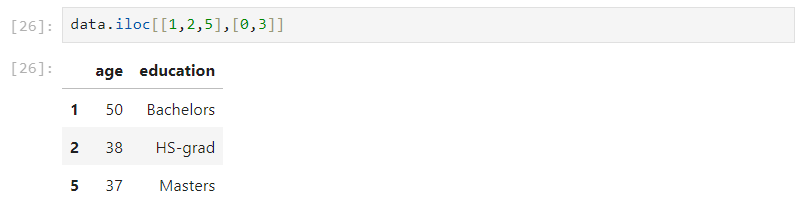 [26]: data.iloc[[1,2,5],[0,3]]
[26]:
age education
1 50 Bachelors
2 38 HS-grad
5 37 Masters